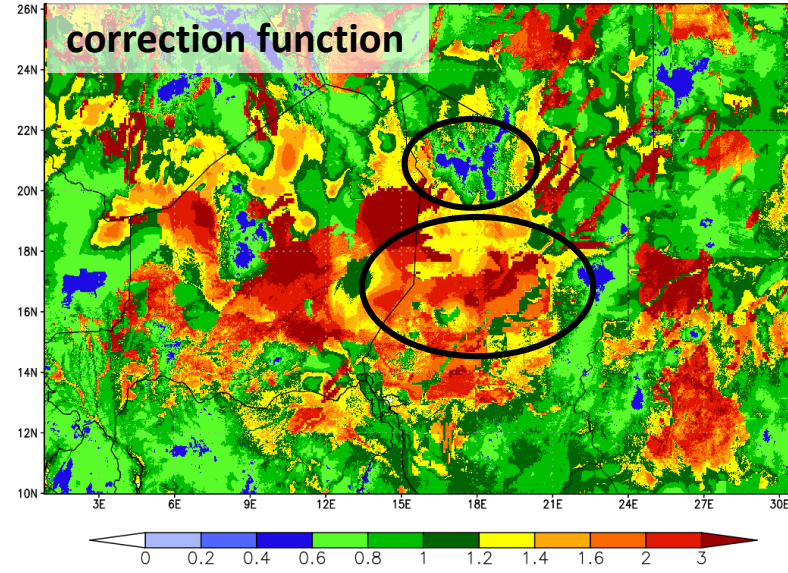 correction function
26N
24N
22N
20N
18N
16N
14N
12N
10N
3E 6E 9E 12E 15E 18E 21E 24E 27E 30E
0 0.2 0.4 0.6 0.8 1 1.2 1.4 1.6 2 3